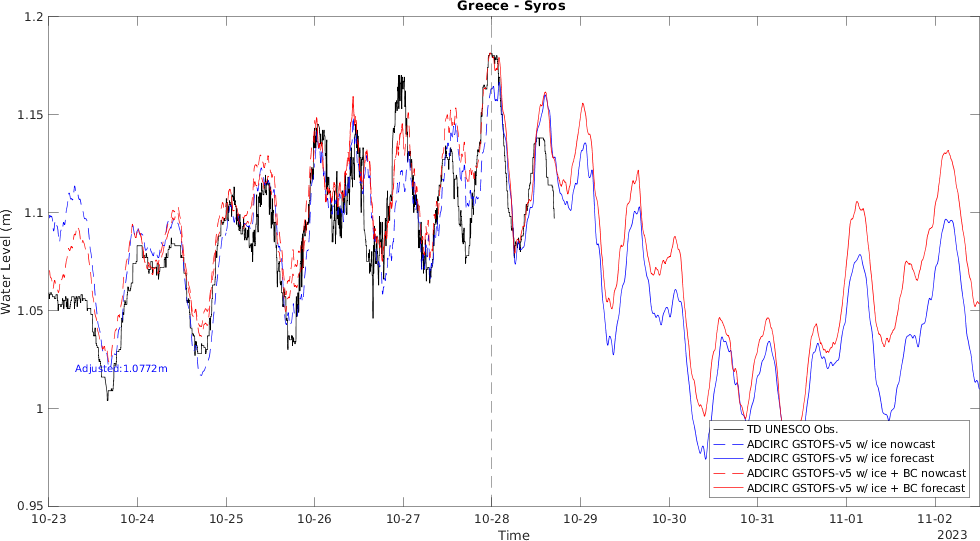 Greece - Syros
1.2
1.15
1.1
1.05
1
0.95
Water Level (m)
Adjusted:1.0772m
TD UNESCO Obs.
ADCIRC GSTOFS-v5 w/ ice nowcast
ADCIRC GSTOFS-v5 w/ ice forecast
ADCIRC GSTOFS-v5 w/ ice + BC nowcast
ADCIRC GSTOFS-v5 w/ ice + BC forecast
10-23 10-24 10-25 10-26 10-27 10-28 10-29 10-30 10-31 11-01 11-02
Time
2023